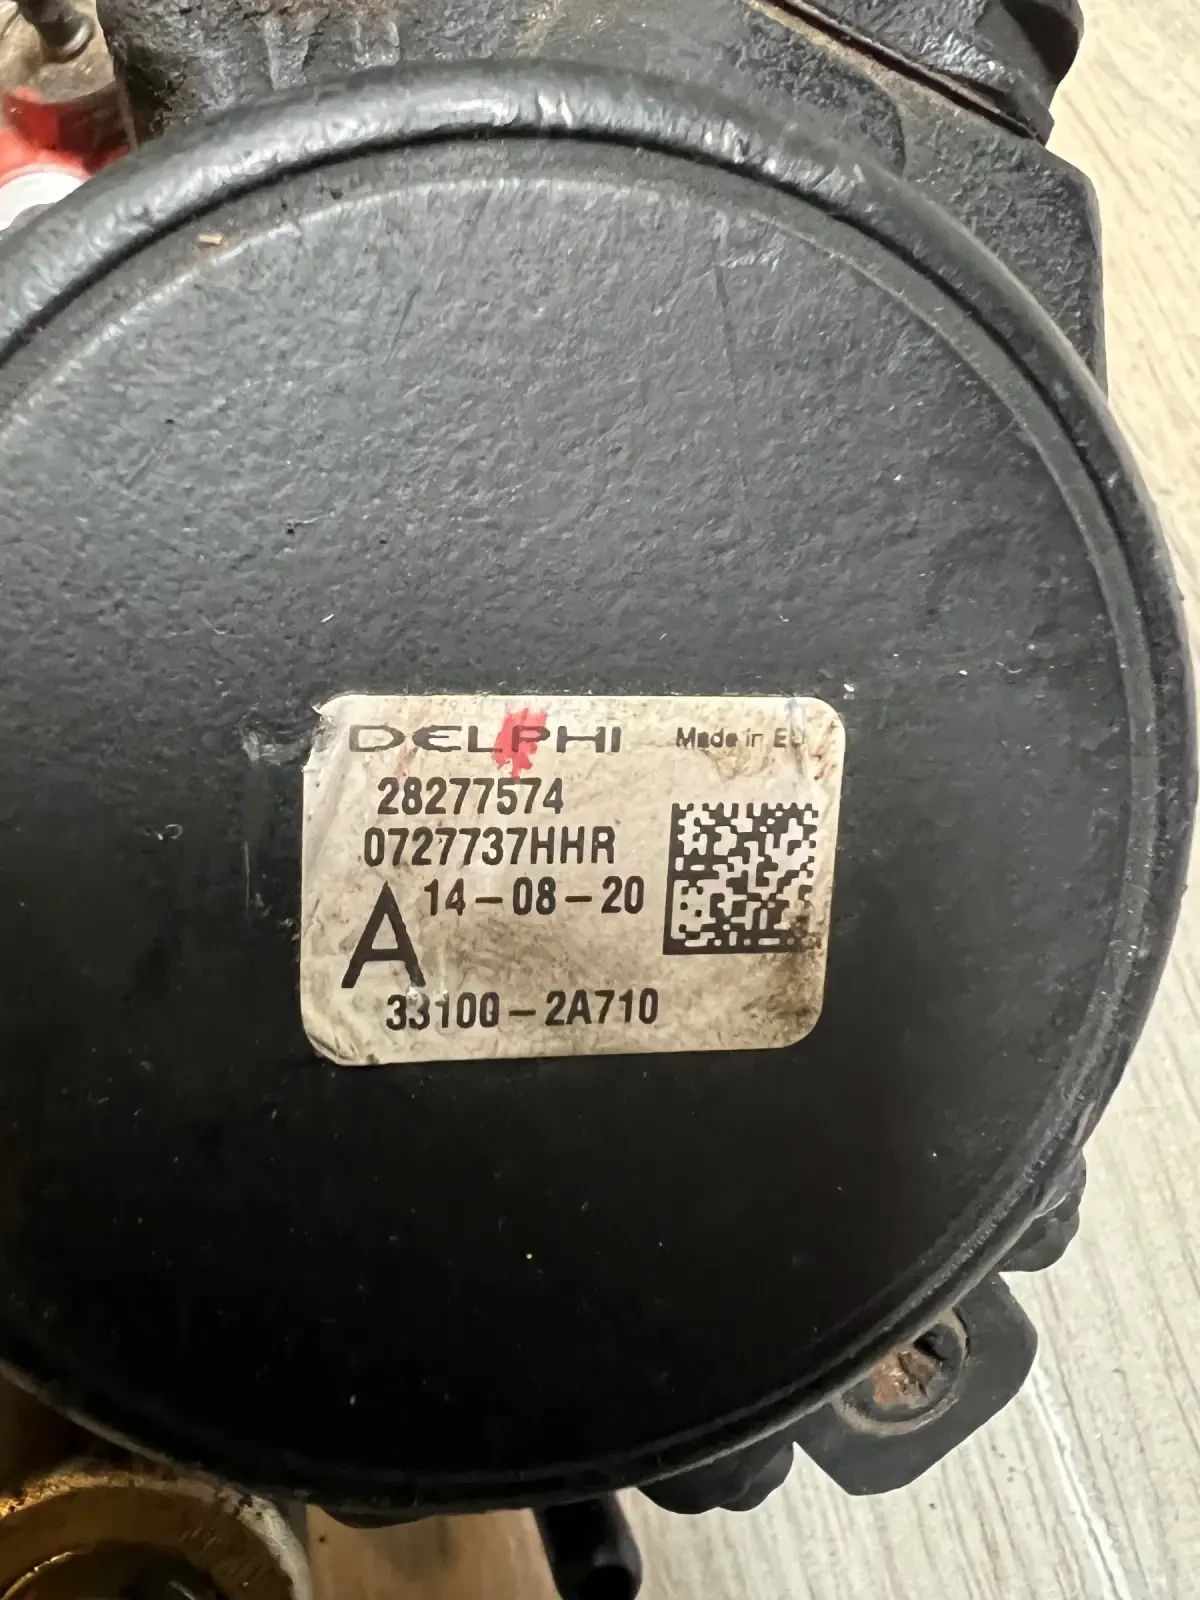 DELPHI Made in EU
28277574
0727737HHR
A 14-08-20
33100-2A710